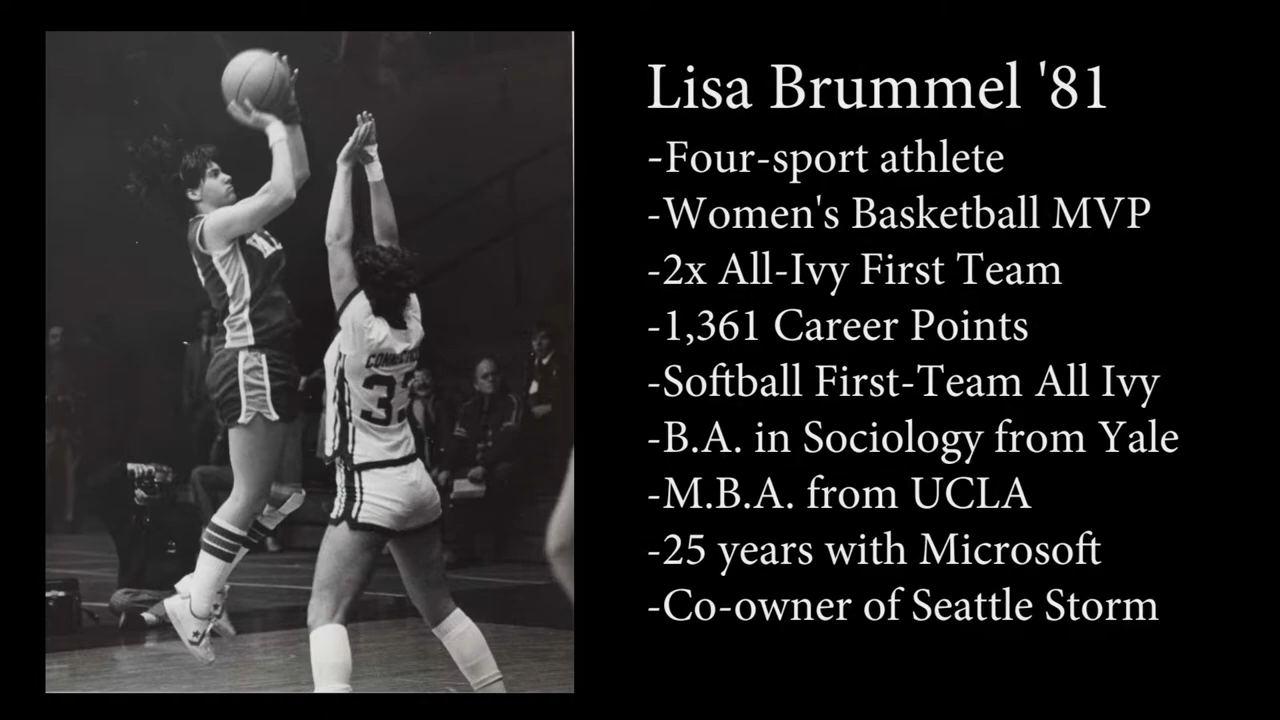 Lisa Brummel '81
-Four-sport athlete
-Women's Basketball MVP
-2x All-Ivy First Team
-1,361 Career Points
-Softball First-Team All Ivy
-B.A. in Sociology from Yale
-M.B.A. from UCLA
-25 years with Microsoft
-Co-owner of Seattle Storm